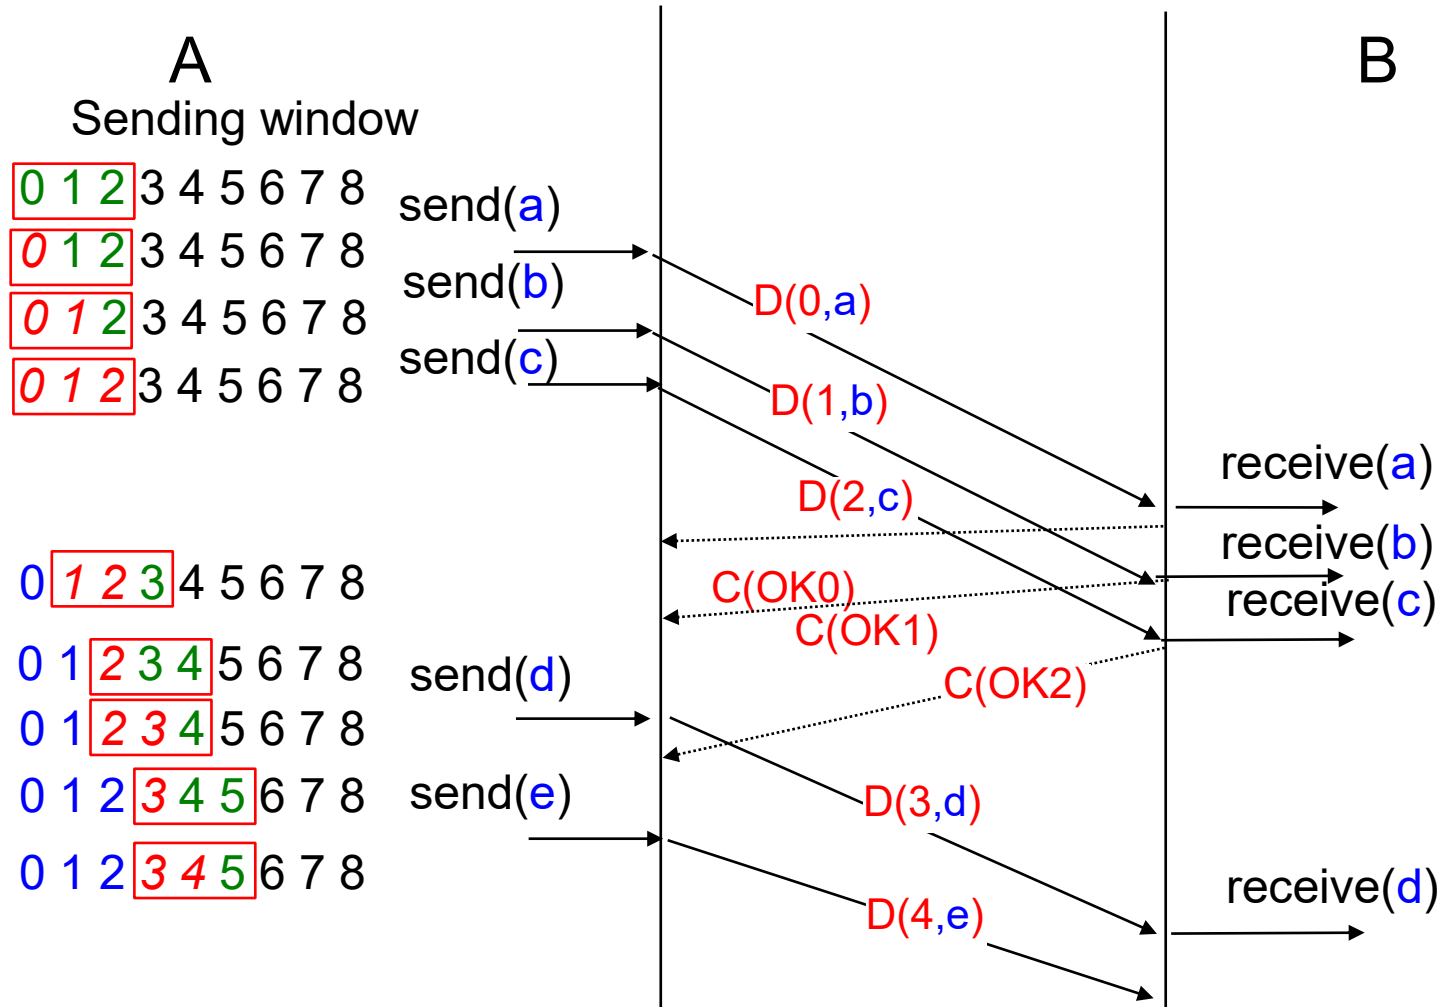 A
B
Sending window
0 1 2 3 4 5 6 7 8
send(a)
0 1 2 3 4 5 6 7 8
send(b)
D(0,a)
0 1 2 3 4 5 6 7 8
send(c)
0 1 2 3 4 5 6 7 8
D(1,b)
receive(a)
D(2,c)
receive(b)
0 1 2 3 4 5 6 7 8
C(OK0)
receive(c)
C(OK1)
0 1 2 3 4 5 6 7 8
send(d)
C(OK2)
0 1 2 3 4 5 6 7 8
0 1 2 3 4 5 6 7 8
send(e)
D(3,d)
0 1 2 3 4 5 6 7 8
receive(d)
D(4,e)